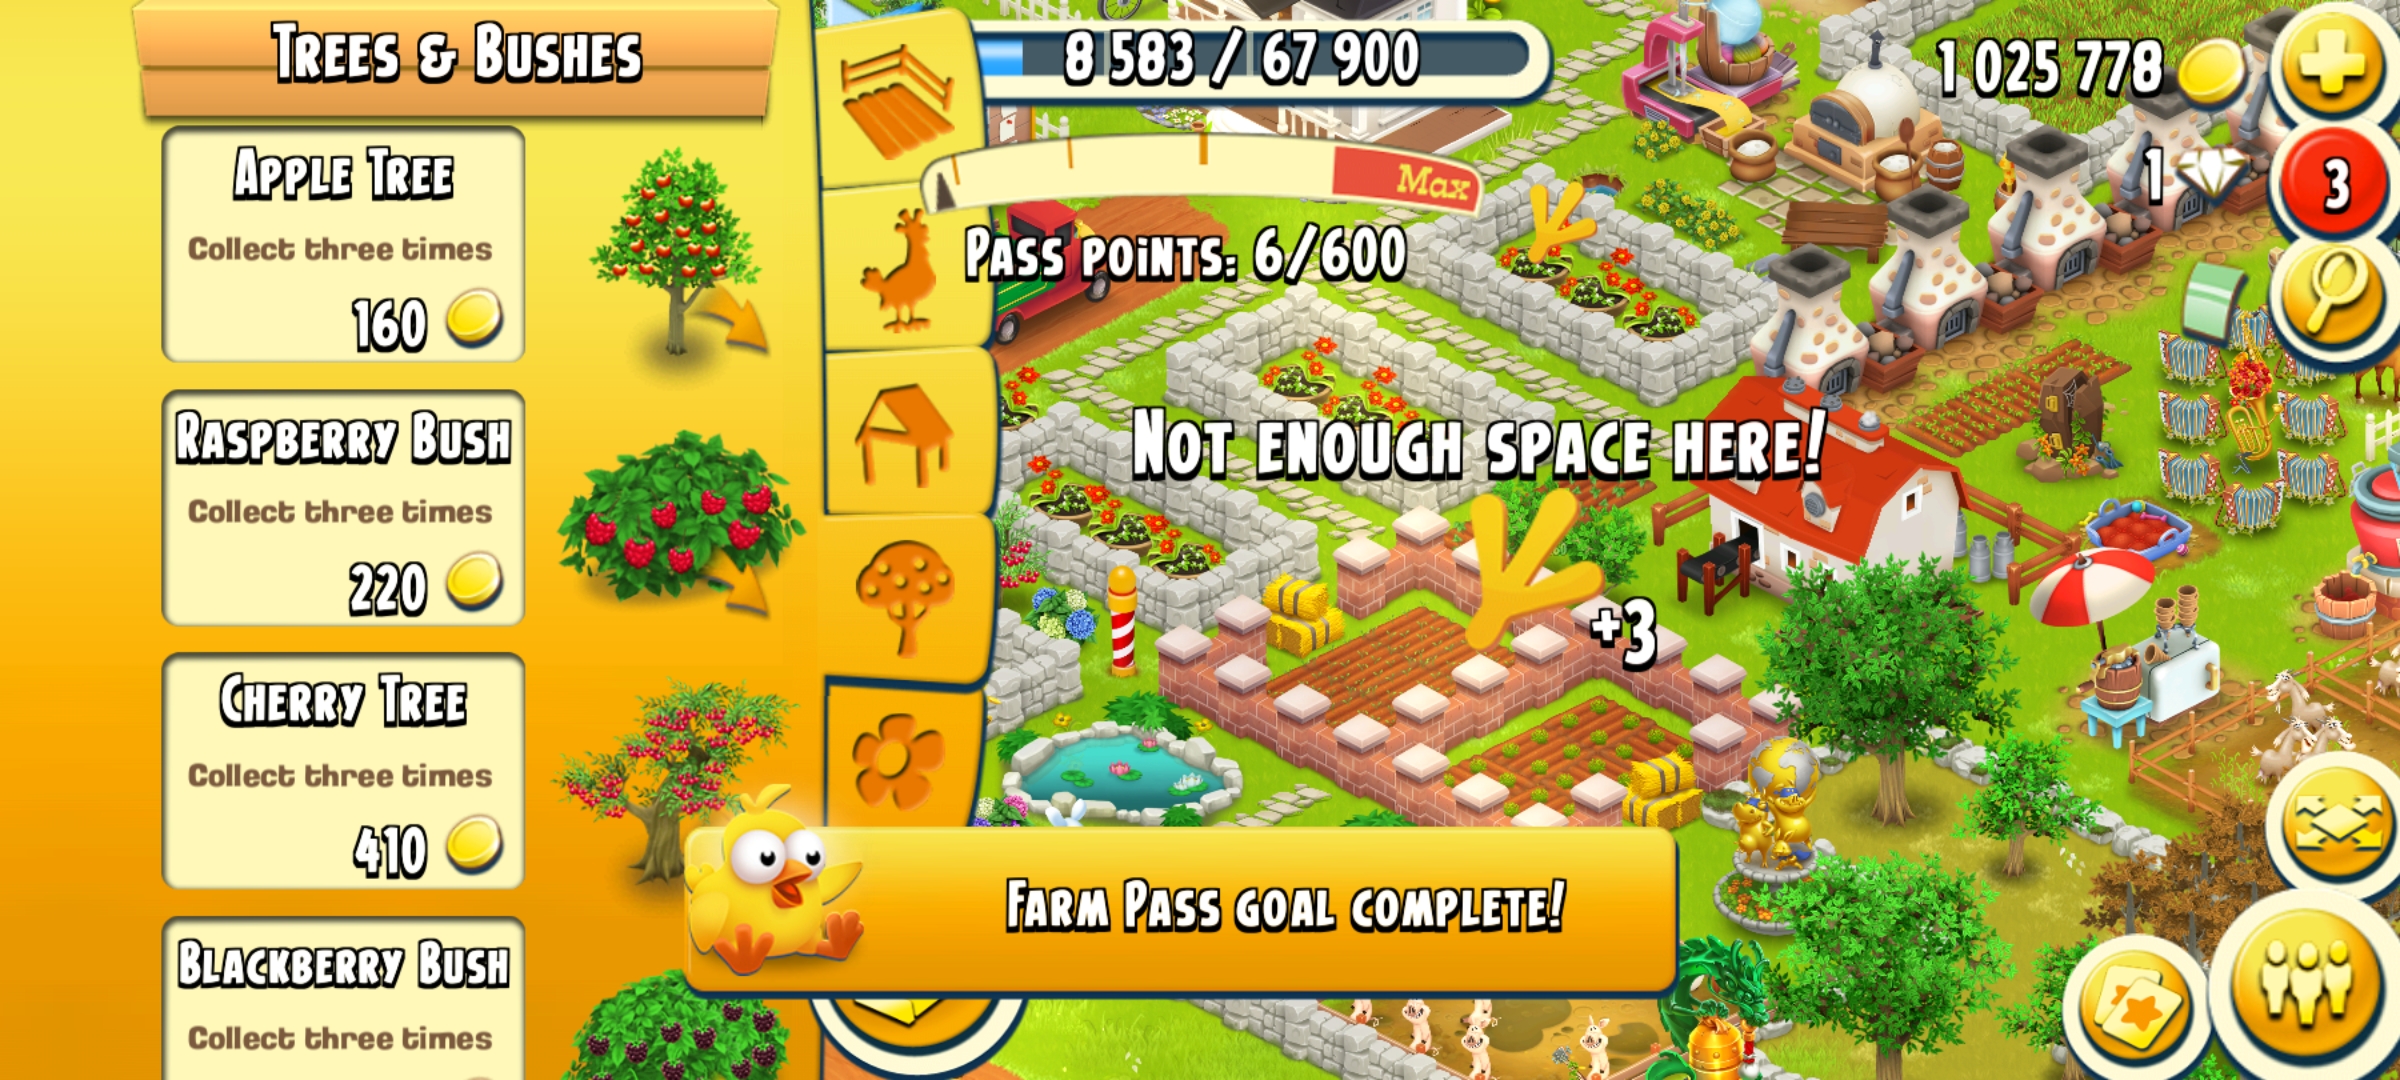 Trees & Bushes
Apple Tree
Collect three times
160
Raspberry Bush
Collect three times
220
Cherry Tree
Collect three times
410
Blackberry Bush
Collect three times
8 583 / 67 900
1 025 778
1
3
Max
Pass points: 6/600
Not enough space here!
+3
Farm Pass goal complete!